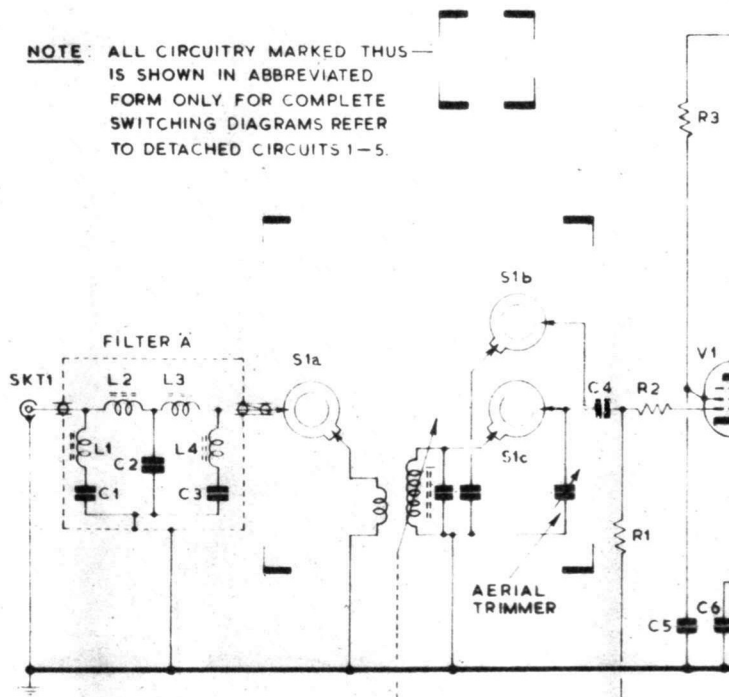 NOTE: ALL CIRCUITRY MARKED THUS
IS SHOWN IN ABBREVIATED
FORM ONLY. FOR COMPLETE
SWITCHING DIAGRAMS REFER
TO DETACHED CIRCUITS 1-5.
R3
S1b
FILTER A
V1
S1a
SKT1
L2
L3
C4
R2
L1
L4
S1c
C2
C1
C3
R1
AERIAL
TRIMMER
C5
C6